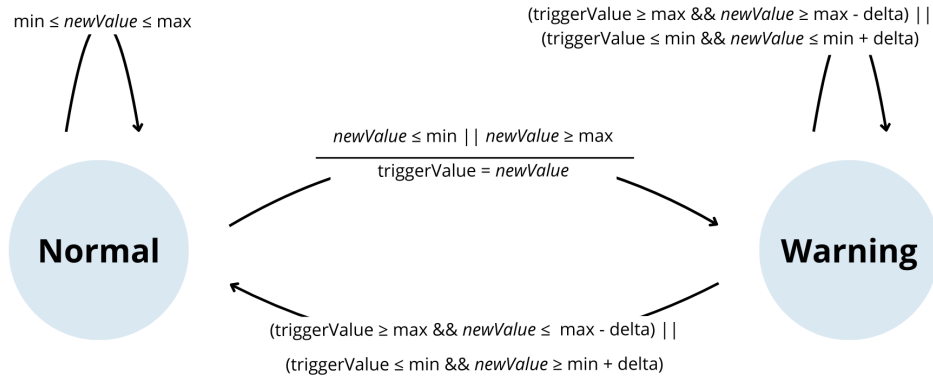 min ≤ newValue ≤ max
(triggerValue ≥ max && newValue ≥ max - delta) ||
(triggerValue ≤ min && newValue ≤ min + delta)
newValue ≤ min || newValue ≥ max
triggerValue = newValue
Normal
Warning
(triggerValue ≥ max && newValue ≤ max - delta) ||
(triggerValue ≤ min && newValue ≥ min + delta)